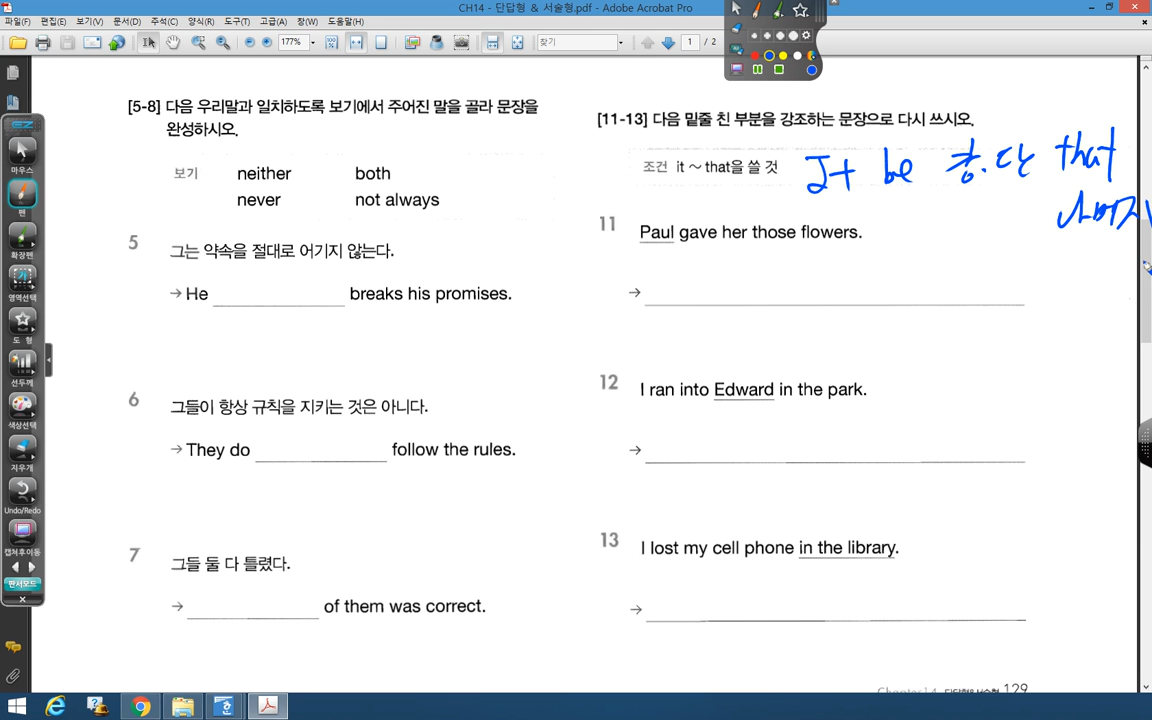 CH14 - 단답형 & 서술형.pdf - Adobe Acrobat Pro
파일(F) 편집(E) 보기(V) 문서(D) 주석(C) 양식(R) 도구(T) 고급(A) 창(W) 도움말(H)
177% 찾기 1 / 2
마우스
펜
확장펜
영역선택
도 형
선두께
색상선택
지우개
Undo/Redo
캡쳐후이동
판서모드
[5-8] 다음 우리말과 일치하도록 보기에서 주어진 말을 골라 문장을
완성하시오.
보기 neither both
never not always
5 그는 약속을 절대로 어기지 않는다.
→ He ____ breaks his promises.
6 그들이 항상 규칙을 지키는 것은 아니다.
→ They do ____ follow the rules.
7 그들 둘 다 틀렸다.
→ ____ of them was correct.
[11-13] 다음 밑줄 친 부분을 강조하는 문장으로 다시 쓰시오.
조건 it ~ that을 쓸 것
It be 강.다 that
나머지
11 Paul gave her those flowers.
→
12 I ran into Edward in the park.
→
13 I lost my cell phone in the library.
→
129